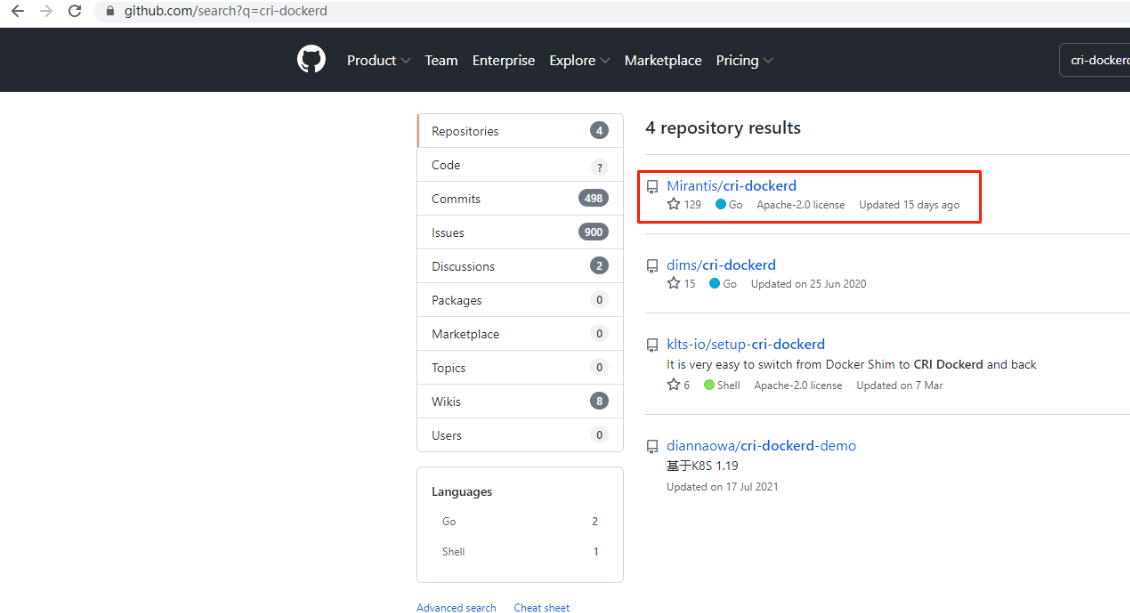 github.com/search?q=cri-dockerd
Product Team Enterprise Explore Marketplace Pricing
cri-dockerd
Repositories 4
Code ?
Commits 498
Issues 900
Discussions 2
Packages 0
Marketplace 0
Topics 0
Wikis 8
Users 0
Languages
Go 2
Shell 1
Advanced search Cheat sheet
4 repository results
Mirantis/cri-dockerd
129 Go Apache-2.0 license Updated 15 days ago
dims/cri-dockerd
15 Go Updated on 25 Jun 2020
klts-io/setup-cri-dockerd
It is very easy to switch from Docker Shim to CRI Dockerd and back
6 Shell Apache-2.0 license Updated on 7 Mar
diannaowa/cri-dockerd-demo
基于K8S 1.19
Updated on 17 Jul 2021